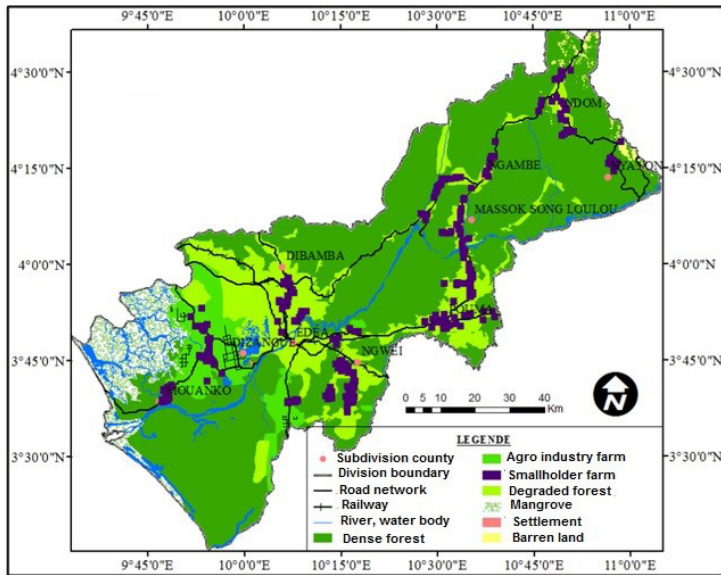 9°45'0"E 10°0'0"E 10°15'0"E 10°30'0"E 10°45'0"E 11°0'0"E
4°30'0"N 4°30'0"N
NDOM
4°15'0"N 4°15'0"N
NGAMBE
NYANON
MASSOK SONG LOULOU
4°0'0"N 4°0'0"N
DIBAMBA
POUMA
EDEA
DIZANGUE
3°45'0"N 3°45'0"N
NGWEI
MOUANKO
N
0 5 10 20 30 40
Km
3°30'0"N 3°30'0"N
LEGENDE
Subdivision county
Division boundary
Road network
Railway
River, water body
Dense forest
Agro industry farm
Smallholder farm
Degraded forest
Mangrove
Settlement
Barren land
9°45'0"E 10°0'0"E 10°15'0"E 10°30'0"E 10°45'0"E 11°0'0"E